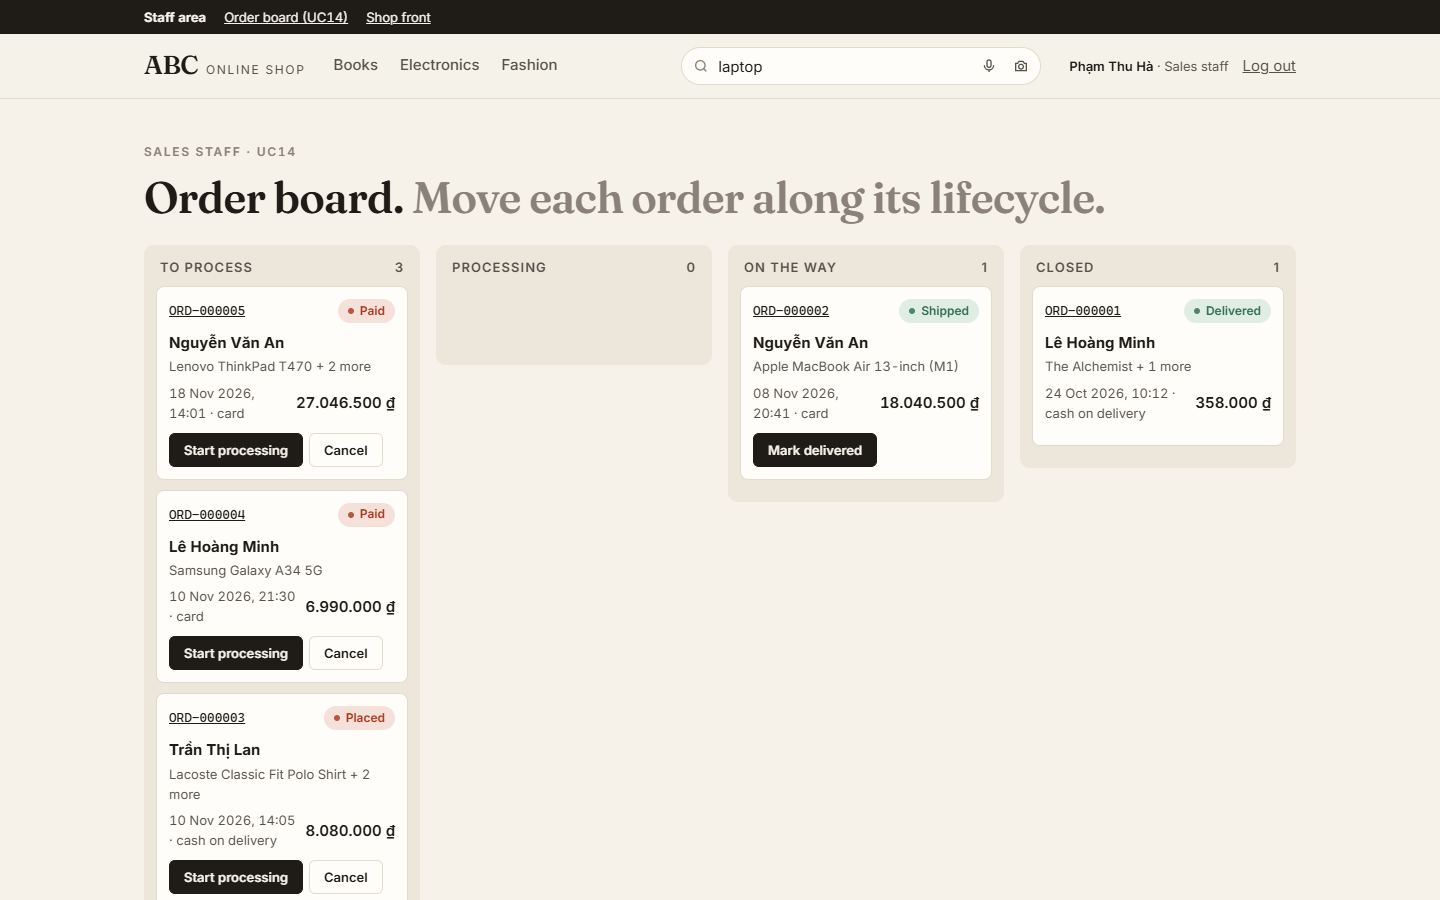 Staff area Order board (UC14) Shop front
ABC ONLINE SHOP Books Electronics Fashion laptop Phạm Thu Hà · Sales staff Log out
SALES STAFF · UC14
Order board. Move each order along its lifecycle.
TO PROCESS 3
ORD-000005 Paid
Nguyễn Văn An
Lenovo ThinkPad T470 + 2 more
18 Nov 2026,
14:01 · card
27.046.500 ₫
Start processing Cancel
ORD-000004 Paid
Lê Hoàng Minh
Samsung Galaxy A34 5G
10 Nov 2026, 21:30
· card
6.990.000 ₫
Start processing Cancel
ORD-000003 Placed
Trần Thị Lan
Lacoste Classic Fit Polo Shirt + 2
more
10 Nov 2026, 14:05
· cash on delivery
8.080.000 ₫
Start processing Cancel
PROCESSING 0
ON THE WAY 1
ORD-000002 Shipped
Nguyễn Văn An
Apple MacBook Air 13-inch (M1)
08 Nov 2026,
20:41 · card
18.040.500 ₫
Mark delivered
CLOSED 1
ORD-000001 Delivered
Lê Hoàng Minh
The Alchemist + 1 more
24 Oct 2026, 10:12 ·
cash on delivery
358.000 ₫